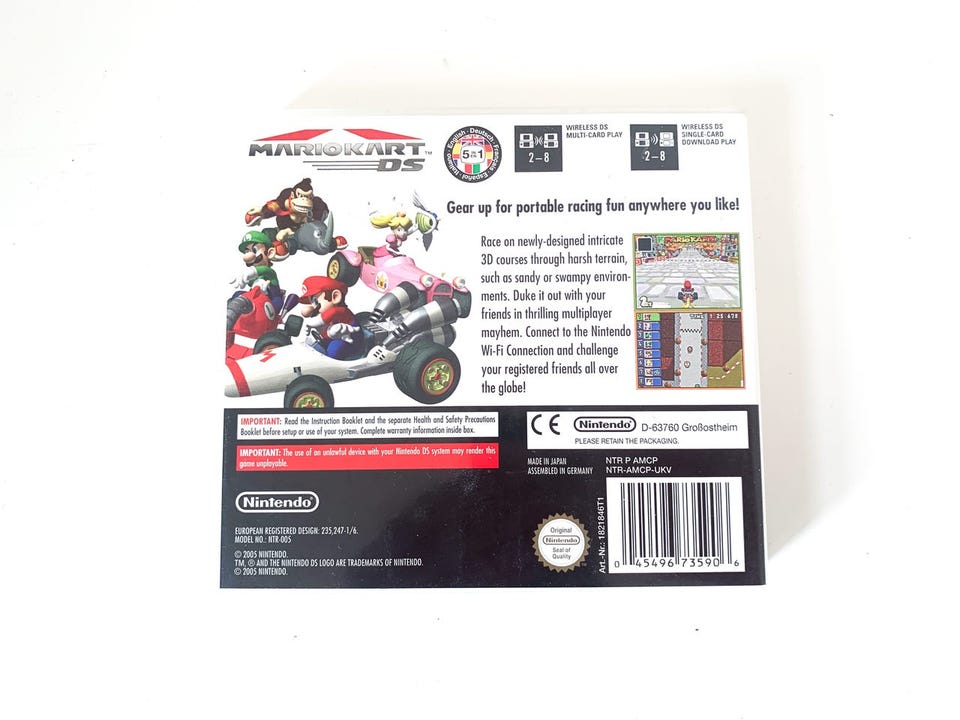 MARIOKART™
DS
English · Deutsch · Français · Español · Italiano
5 in 1
WIRELESS DS
MULTI-CARD PLAY
2–8
WIRELESS DS
SINGLE-CARD
DOWNLOAD PLAY
2–8
Gear up for portable racing fun anywhere you like!
Race on newly-designed intricate
3D courses through harsh terrain,
such as sandy or swampy environ-
ments. Duke it out with your
friends in thrilling multiplayer
mayhem. Connect to the Nintendo
Wi-Fi Connection and challenge
your registered friends all over
the globe!
MARIOKART
TIME 1:25:678
IMPORTANT: Read the Instruction Booklet and the separate Health and Safety Precautions
Booklet before setup or use of your system. Complete warranty information inside box.
IMPORTANT: The use of an unlawful device with your Nintendo DS system may render this
game unplayable.
CE Nintendo® D-63760 Großostheim
PLEASE RETAIN THE PACKAGING.
MADE IN JAPAN
ASSEMBLED IN GERMANY
NTR P AMCP
NTR-AMCP-UKV
Nintendo®
EUROPEAN REGISTERED DESIGN: 235,247-1/6.
MODEL NO.: NTR-005
© 2005 NINTENDO.
TM, ® AND THE NINTENDO DS LOGO ARE TRADEMARKS OF NINTENDO.
© 2005 NINTENDO.
Original
Nintendo
Seal of
Quality
Art.-Nr.: 1821846T1
0 45496 73590 6